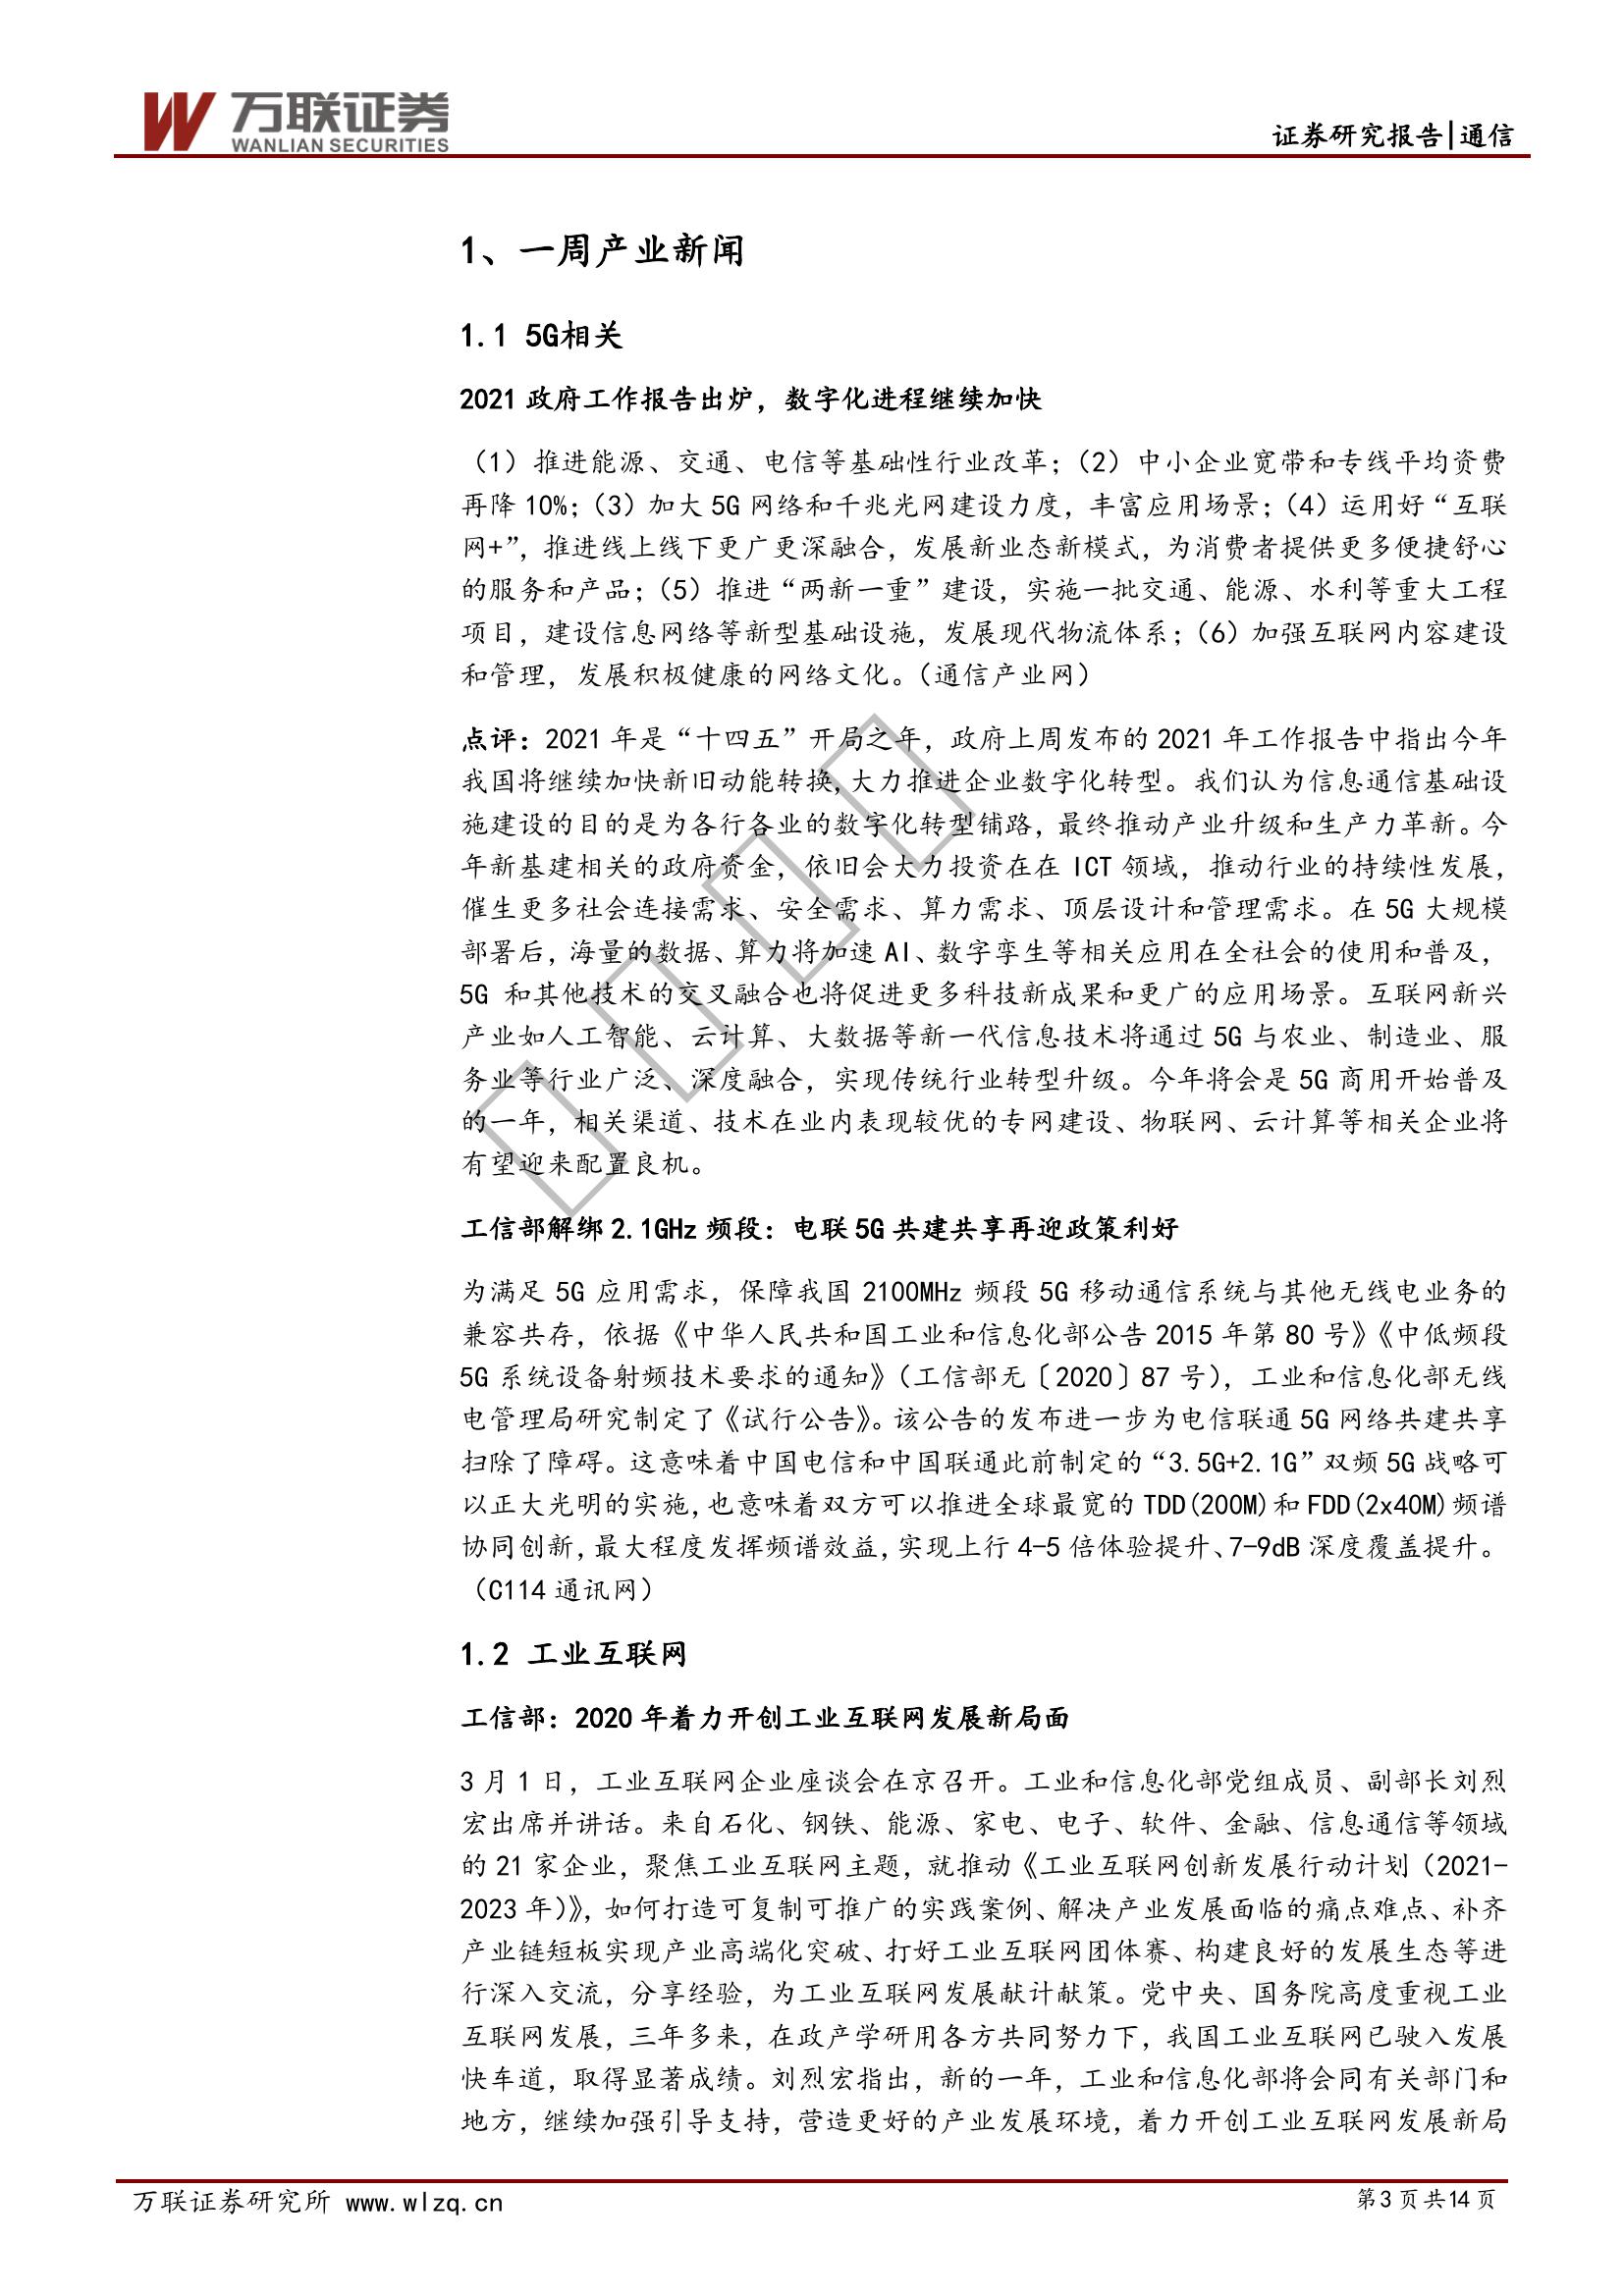 万联证券
WANLIAN SECURITIES
证券研究报告|通信
1、一周产业新闻
1.1 5G相关
2021 政府工作报告出炉，数字化进程继续加快
（1）推进能源、交通、电信等基础性行业改革；（2）中小企业宽带和专线平均资费
再降 10%；（3）加大 5G 网络和千兆光网建设力度，丰富应用场景；（4）运用好“互联
网+”，推进线上线下更广更深融合，发展新业态新模式，为消费者提供更多便捷舒心
的服务和产品；（5）推进“两新一重”建设，实施一批交通、能源、水利等重大工程
项目，建设信息网络等新型基础设施，发展现代物流体系；（6）加强互联网内容建设
和管理，发展积极健康的网络文化。（通信产业网）
点评：2021 年是“十四五”开局之年，政府上周发布的 2021 年工作报告中指出今年
我国将继续加快新旧动能转换，大力推进企业数字化转型。我们认为信息通信基础设
施建设的目的是为各行各业的数字化转型铺路，最终推动产业升级和生产力革新。今
年新基建相关的政府资金，依旧会大力投资在在 ICT 领域，推动行业的持续性发展，
催生更多社会连接需求、安全需求、算力需求、顶层设计和管理需求。在 5G 大规模
部署后，海量的数据、算力将加速 AI、数字孪生等相关应用在全社会的使用和普及，
5G 和其他技术的交叉融合也将促进更多科技新成果和更广的应用场景。互联网新兴
产业如人工智能、云计算、大数据等新一代信息技术将通过 5G 与农业、制造业、服
务业等行业广泛、深度融合，实现传统行业转型升级。今年将会是 5G 商用开始普及
的一年，相关渠道、技术在业内表现较优的专网建设、物联网、云计算等相关企业将
有望迎来配置良机。
工信部解绑 2.1GHz 频段：电联 5G 共建共享再迎政策利好
为满足 5G 应用需求，保障我国 2100MHz 频段 5G 移动通信系统与其他无线电业务的
兼容共存，依据《中华人民共和国工业和信息化部公告 2015 年第 80 号》《中低频段
5G 系统设备射频技术要求的通知》（工信部无〔2020〕87 号），工业和信息化部无线
电管理局研究制定了《试行公告》。该公告的发布进一步为电信联通 5G 网络共建共享
扫除了障碍。这意味着中国电信和中国联通此前制定的“3.5G+2.1G”双频 5G 战略可
以正大光明的实施，也意味着双方可以推进全球最宽的 TDD(200M)和 FDD(2x40M)频谱
协同创新，最大程度发挥频谱效益，实现上行 4-5 倍体验提升、7-9dB 深度覆盖提升。
（C114 通讯网）
1.2 工业互联网
工信部：2020 年着力开创工业互联网发展新局面
3 月 1 日，工业互联网企业座谈会在京召开。工业和信息化部党组成员、副部长刘烈
宏出席并讲话。来自石化、钢铁、能源、家电、电子、软件、金融、信息通信等领域
的 21 家企业，聚焦工业互联网主题，就推动《工业互联网创新发展行动计划（2021-
2023 年）》，如何打造可复制可推广的实践案例、解决产业发展面临的痛点难点、补齐
产业链短板实现产业高端化突破、打好工业互联网团体赛、构建良好的发展生态等进
行深入交流，分享经验，为工业互联网发展献计献策。党中央、国务院高度重视工业
互联网发展，三年多来，在政产学研用各方共同努力下，我国工业互联网已驶入发展
快车道，取得显著成绩。刘烈宏指出，新的一年，工业和信息化部将会同有关部门和
地方，继续加强引导支持，营造更好的产业发展环境，着力开创工业互联网发展新局
万联证券研究所 www.wlzq.cn
第 3 页 共 14 页